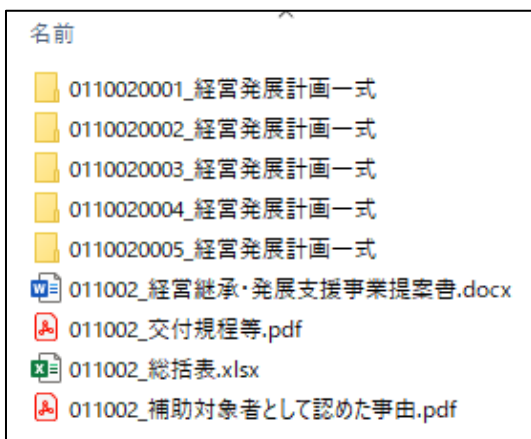 名前
0110020001_経営発展計画一式
0110020002_経営発展計画一式
0110020003_経営発展計画一式
0110020004_経営発展計画一式
0110020005_経営発展計画一式
011002_経営継承・発展支援事業提案書.docx
011002_交付規程等.pdf
011002_総括表.xlsx
011002_補助対象者として認めた事由.pdf